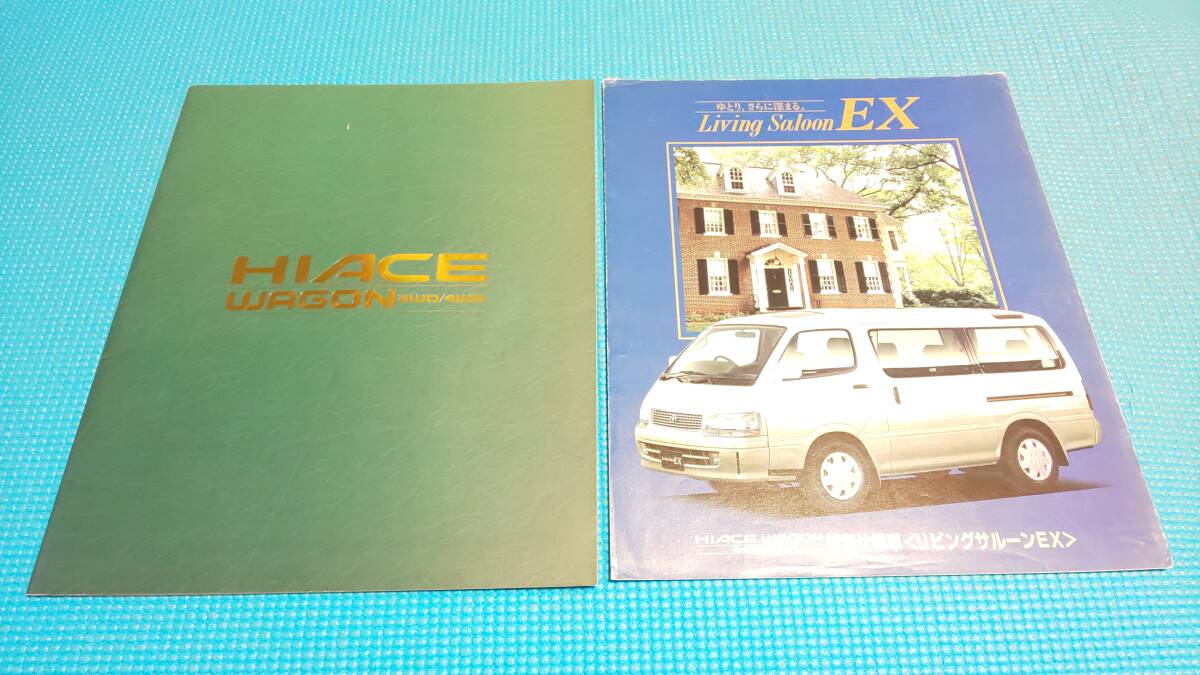 HIACE
WAGON 2WD/4WD
ゆとり、さらに深まる。
Living Saloon EX
EX
HIACE WAGON
<リビングサルーンEX>